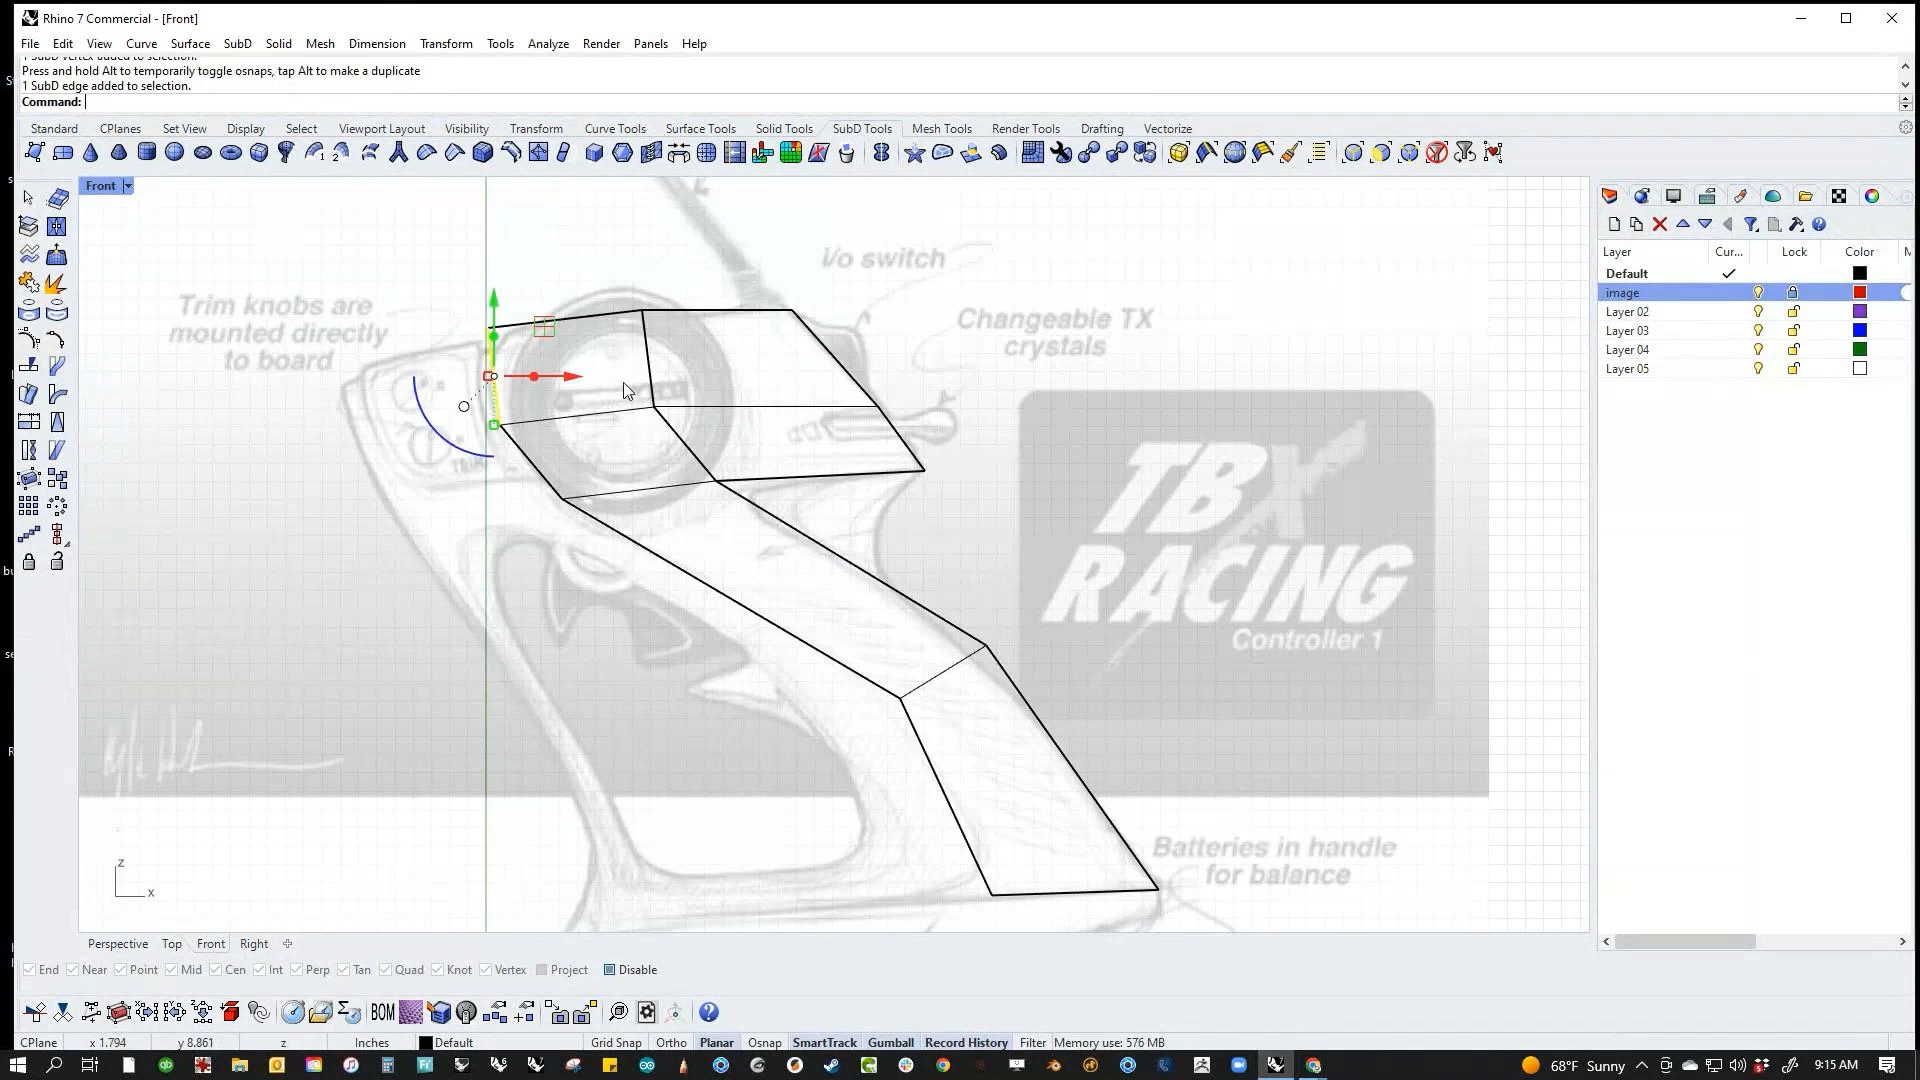 Rhino 7 Commercial - [Front]
File Edit View Curve Surface SubD Solid Mesh Dimension Transform Tools Analyze Render Panels Help
1 SubD vertex added to selection.
Press and hold Alt to temporarily toggle osnaps, tap Alt to make a duplicate
1 SubD edge added to selection.
Command:
Standard CPlanes Set View Display Select Viewport Layout Visibility Transform Curve Tools Surface Tools Solid Tools SubD Tools Mesh Tools Render Tools Drafting Vectorize
Front
Layer Cur... Lock Color M
Default
image
Layer 02
Layer 03
Layer 04
Layer 05
i/o switch
Trim knobs are
mounted directly
to board
Changeable TX
crystals
TRIM
TBX
RACING
Controller 1
Batteries in handle
for balance
z
x
Perspective Top Front Right
End Near Point Mid Cen Int Perp Tan Quad Knot Vertex Project Disable
BOM
CPlane x 1.794 y 8.861 z Inches Default Grid Snap Ortho Planar Osnap SmartTrack Gumball Record History Filter Memory use: 576 MB
68°F Sunny 9:15 AM